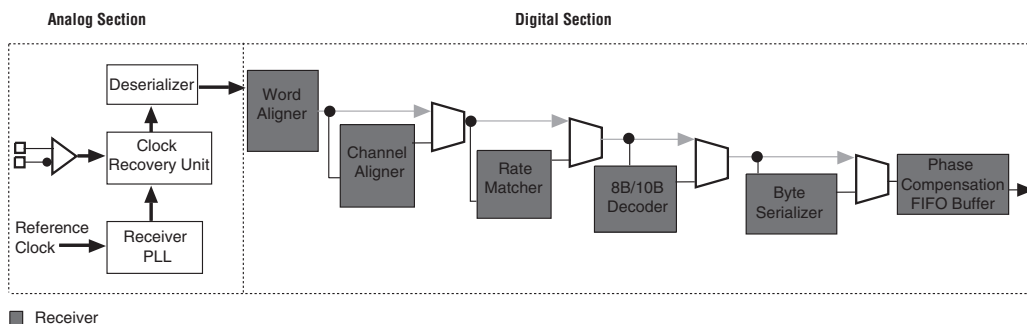 Analog Section
Digital Section
Deserializer
Clock
Recovery Unit
Reference
Clock
Receiver
PLL
Word
Aligner
Channel
Aligner
Rate
Matcher
8B/10B
Decoder
Byte
Serializer
Phase
Compensation
FIFO Buffer
Receiver